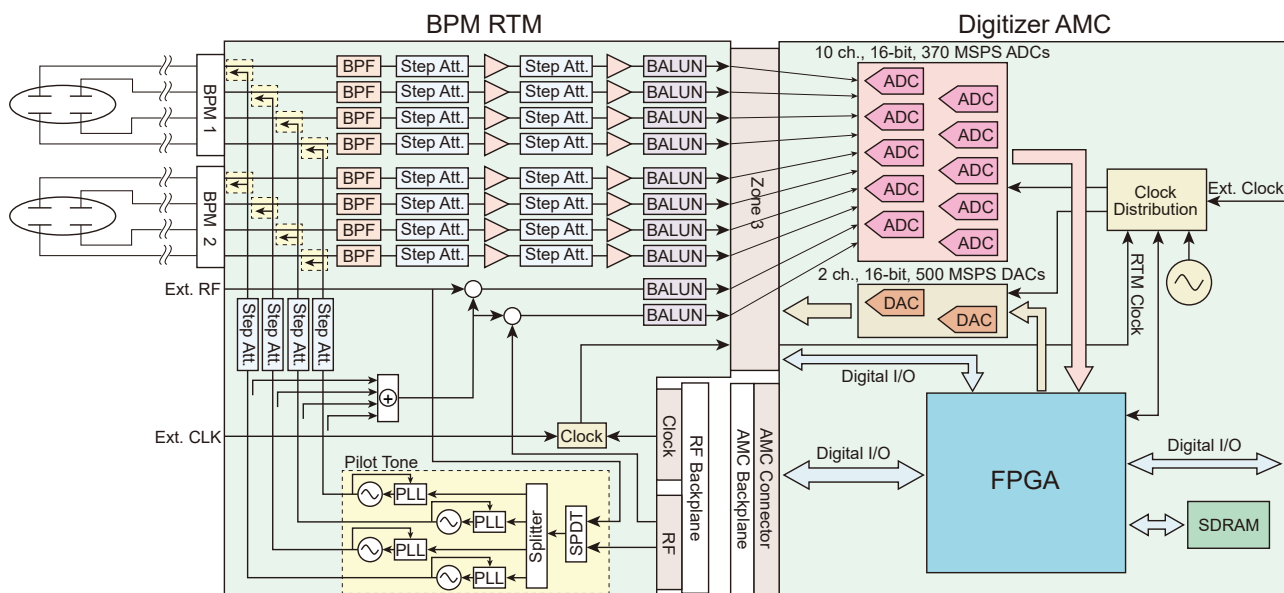 BPM RTM
Digitizer AMC
10 ch., 16-bit, 370 MSPS ADCs
BPM 1
BPF
Step Att.
Step Att.
BALUN
BPF
Step Att.
Step Att.
BALUN
BPF
Step Att.
Step Att.
BALUN
BPF
Step Att.
Step Att.
BALUN
BPM 2
BPF
Step Att.
Step Att.
BALUN
BPF
Step Att.
Step Att.
BALUN
BPF
Step Att.
Step Att.
BALUN
BPF
Step Att.
Step Att.
BALUN
Zone 3
ADC
ADC
ADC
ADC
ADC
ADC
ADC
ADC
ADC
ADC
Clock
Distribution
Ext. Clock
RTM Clock
2 ch., 16-bit, 500 MSPS DACs
DAC
DAC
Ext. RF
BALUN
BALUN
Step Att.
Step Att.
Step Att.
Step Att.
+
Digital I/O
Ext. CLK
Clock
Clock
RF
RF Backplane
AMC Backplane
AMC Connector
Digital I/O
FPGA
Digital I/O
SDRAM
Pilot Tone
PLL
PLL
PLL
PLL
Splitter
SPDT